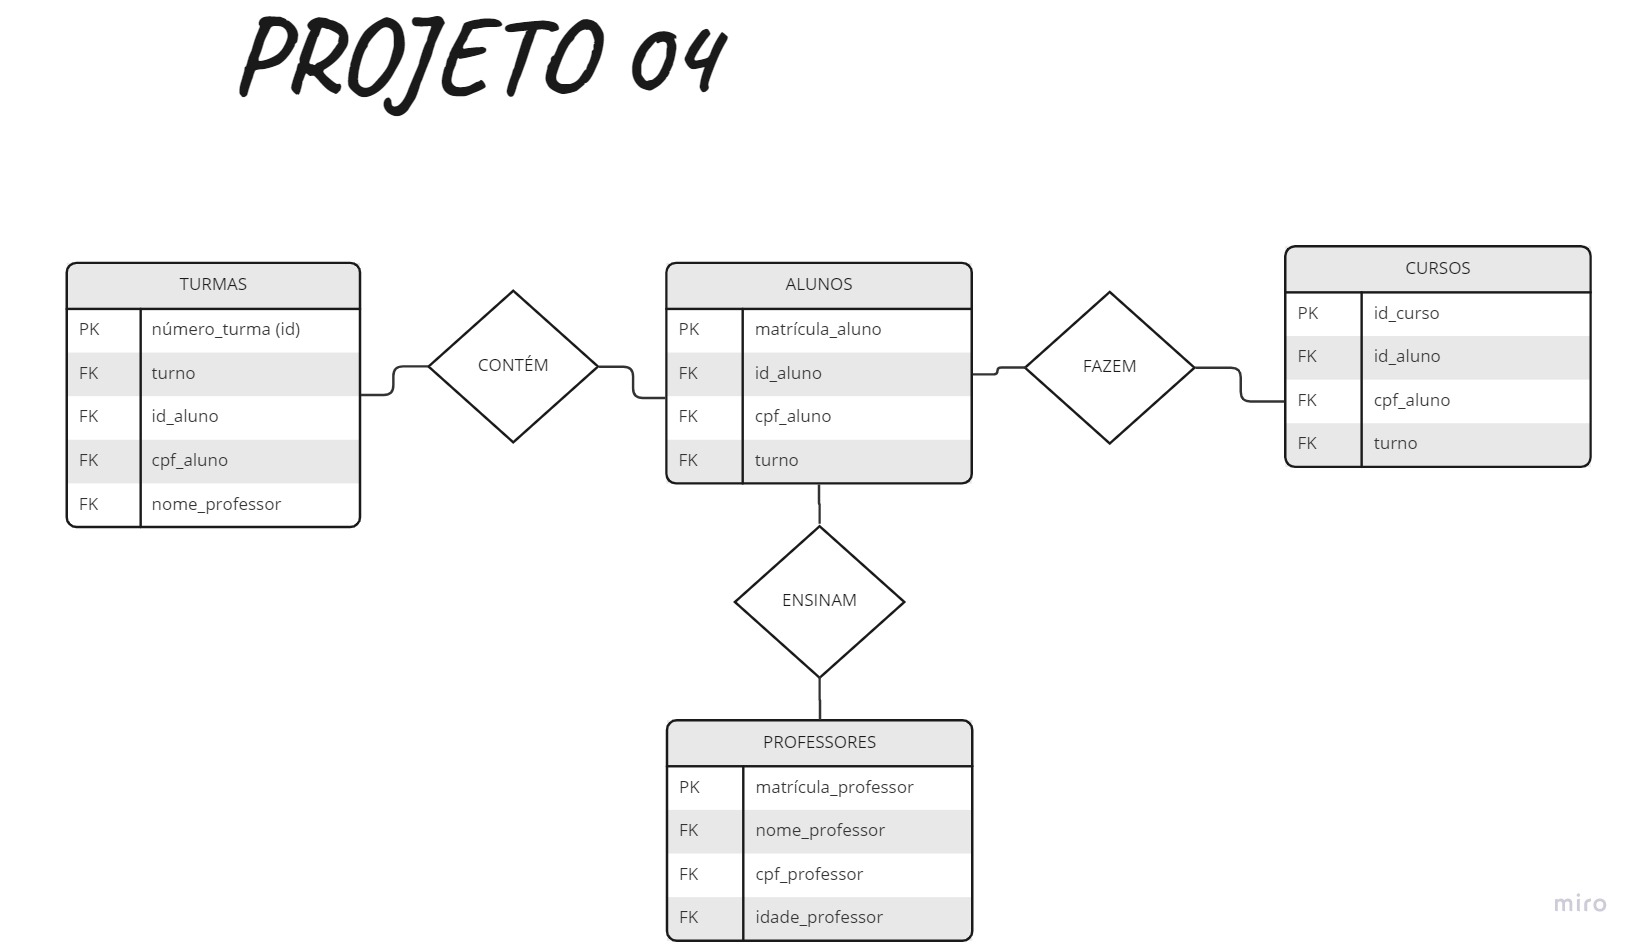 PROJETO 04
TURMAS
PK número_turma (id)
FK turno
FK id_aluno
FK cpf_aluno
FK nome_professor
CONTÉM
ALUNOS
PK matrícula_aluno
FK id_aluno
FK cpf_aluno
FK turno
FAZEM
CURSOS
PK id_curso
FK id_aluno
FK cpf_aluno
FK turno
ENSINAM
PROFESSORES
PK matrícula_professor
FK nome_professor
FK cpf_professor
FK idade_professor
miro